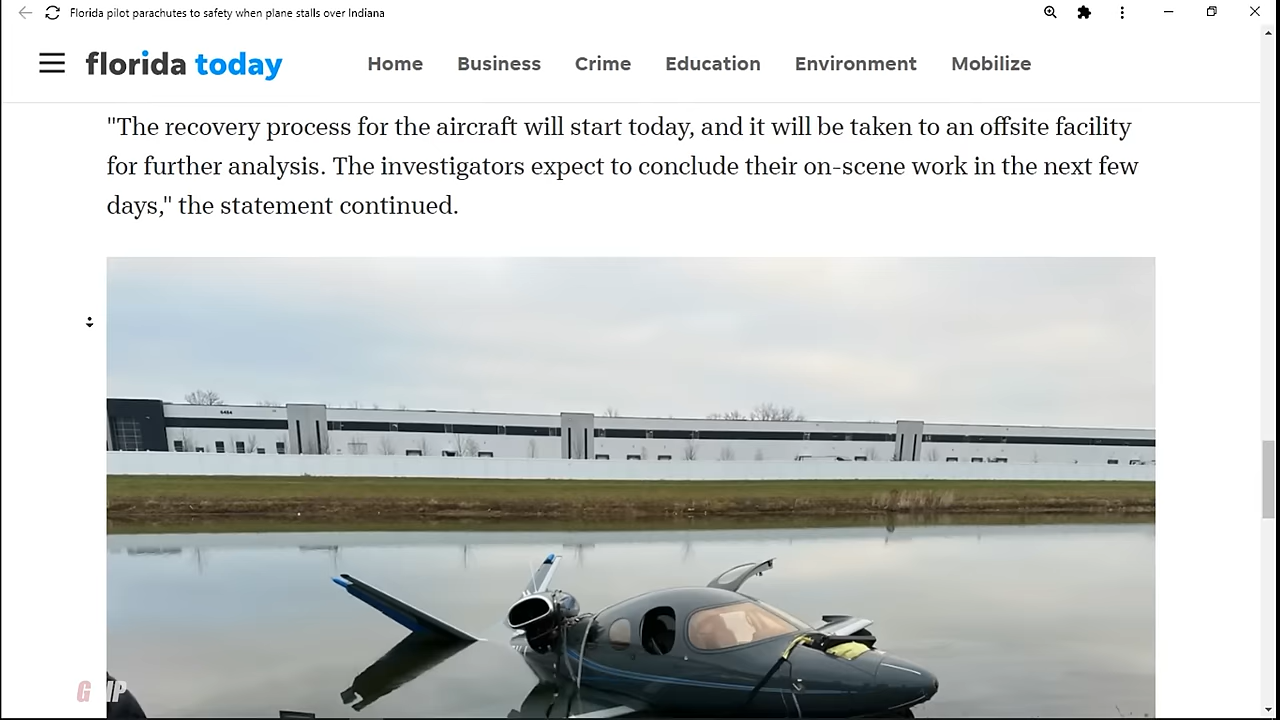 Florida pilot parachutes to safety when plane stalls over Indiana
florida today
Home Business Crime Education Environment Mobilize
"The recovery process for the aircraft will start today, and it will be taken to an offsite facility
for further analysis. The investigators expect to conclude their on-scene work in the next few
days," the statement continued.